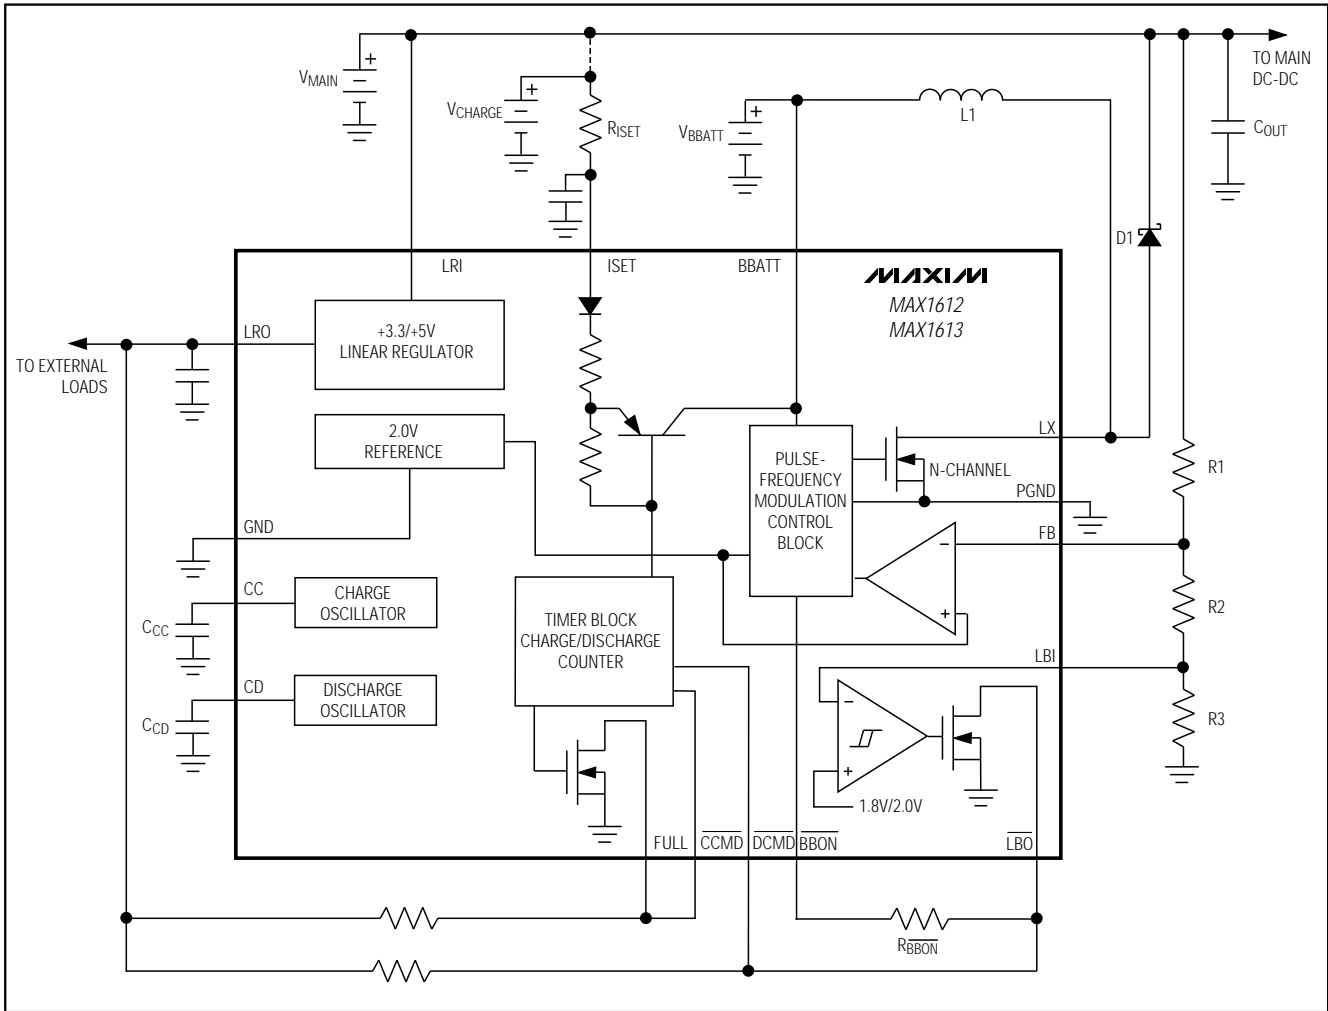 TO MAIN
DC-DC
+
VMAIN
+
VCHARGE
RISET
+
VBBATT
L1
COUT
D1
LRI
ISET
BBATT
MAXIM
MAX1612
MAX1613
LRO
+3.3/+5V
LINEAR REGULATOR
TO EXTERNAL
LOADS
2.0V
REFERENCE
LX
PULSE-
FREQUENCY
MODULATION
CONTROL
BLOCK
N-CHANNEL
R1
PGND
GND
FB
−
CC
CHARGE
OSCILLATOR
CCC
TIMER BLOCK
CHARGE/DISCHARGE
COUNTER
+
R2
LBI
CD
DISCHARGE
OSCILLATOR
CCD
−
R3
+
1.8V/2.0V
FULL
CCMD
DCMD
BBON
LBO
RBBON